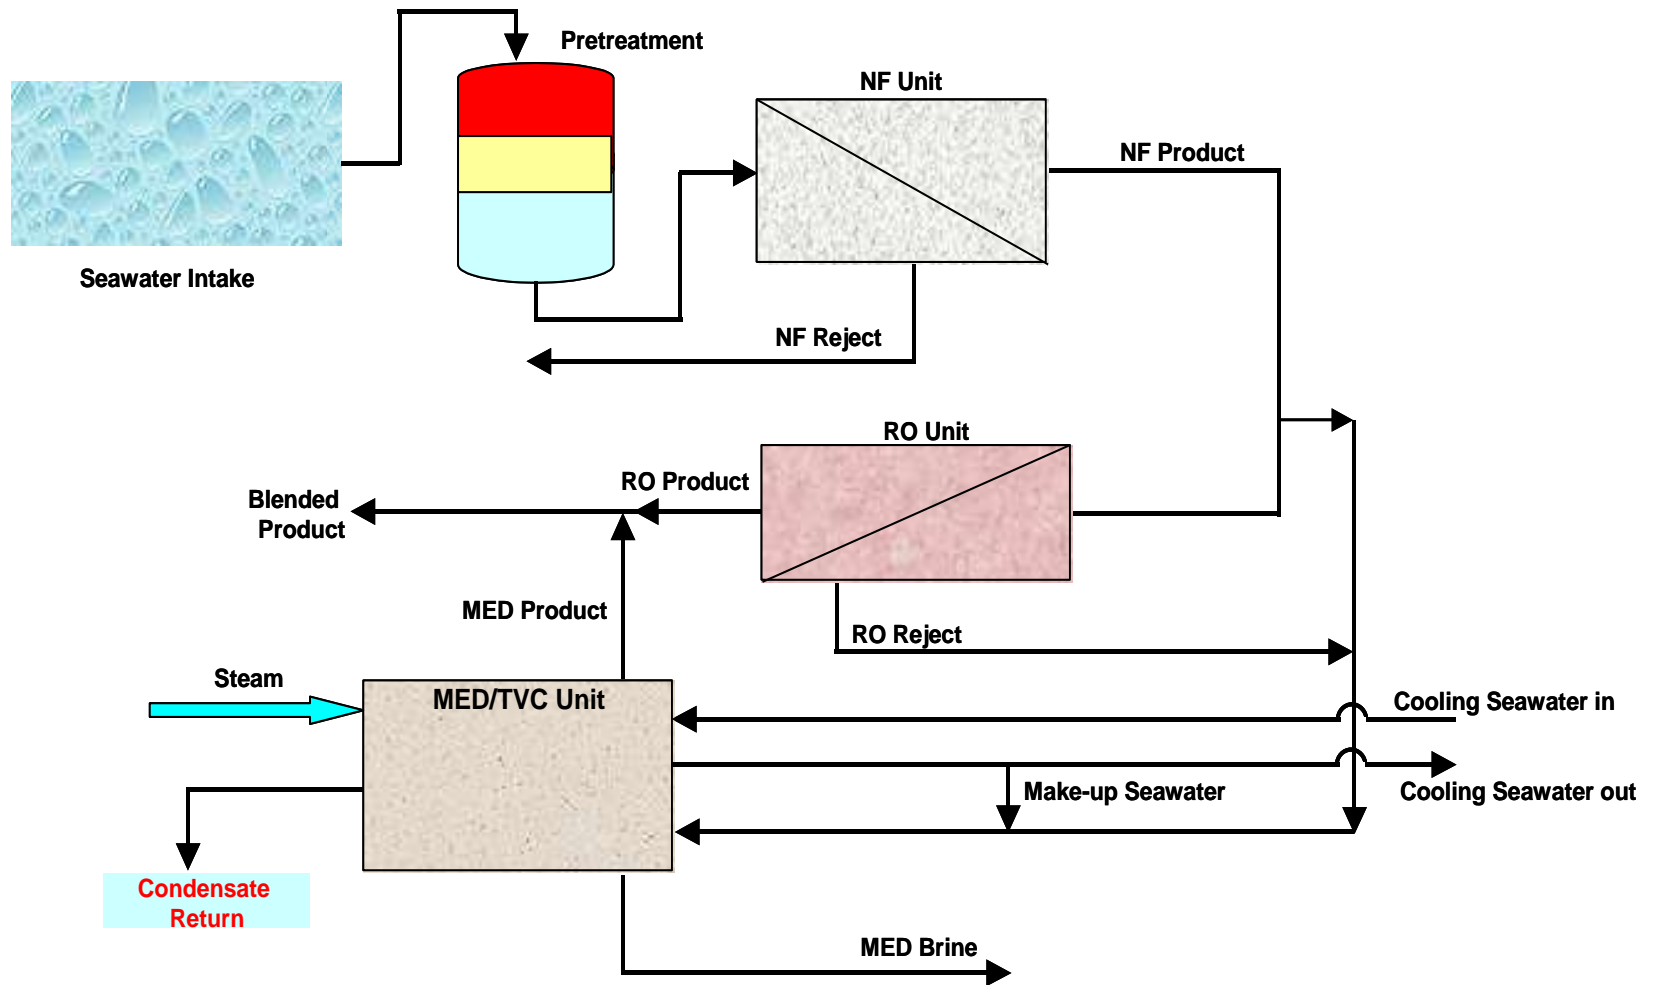 Pretreatment
NF Unit
NF Product
Seawater Intake
NF Reject
RO Unit
RO Product
Blended
Product
MED Product
RO Reject
Steam
MED/TVC Unit
Cooling Seawater in
Make-up Seawater
Cooling Seawater out
Condensate
Return
MED Brine